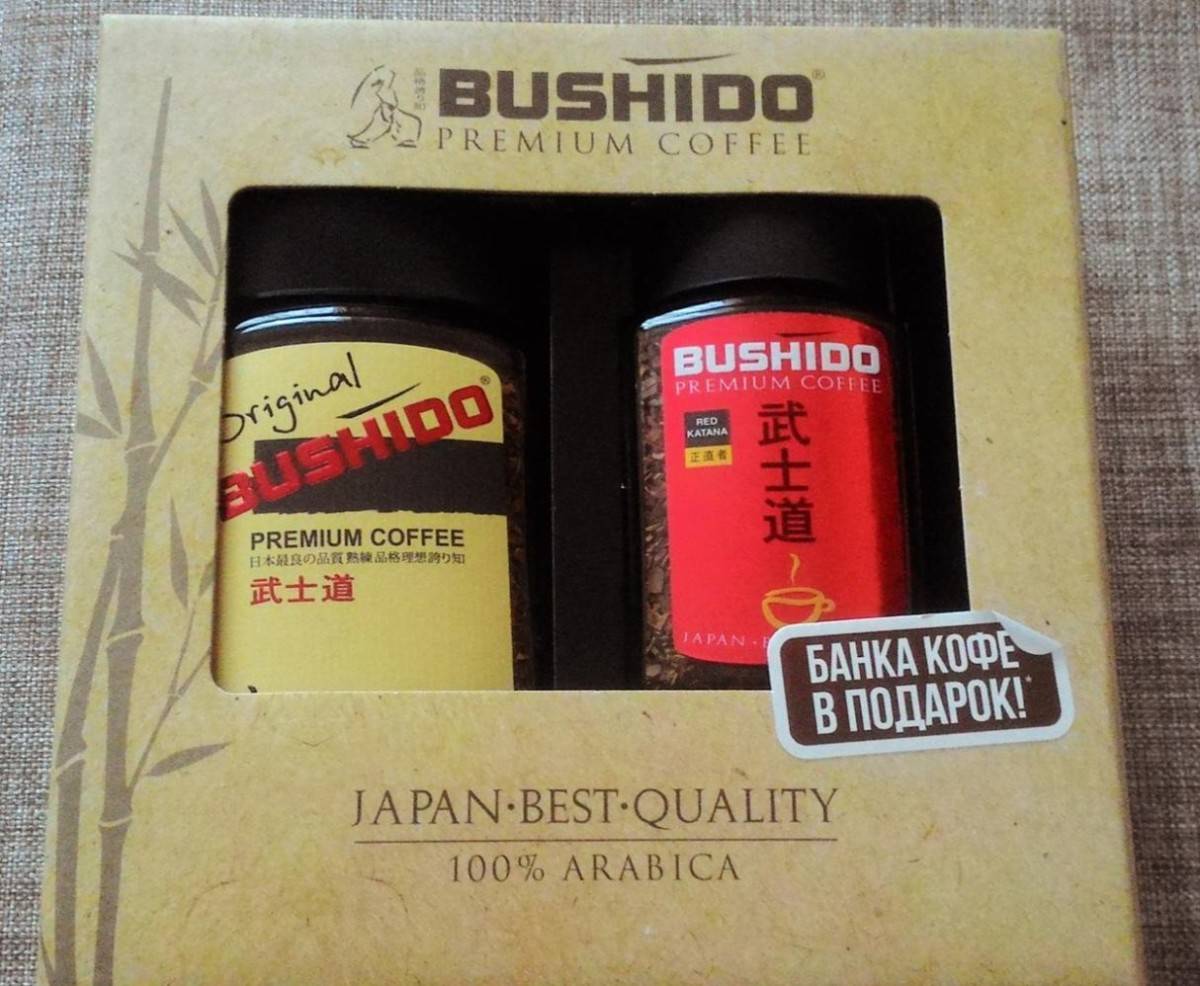 BUSHIDO®
PREMIUM COFFEE
Original
BUSHIDO®
PREMIUM COFFEE
日本最良の品質 熟練品格理想誇り知
武士道
BUSHIDO
PREMIUM COFFEE
RED
KATANA
正直者
武士道
JAPAN
БАНКА КОФЕ
В ПОДАРОК!*
JAPAN·BEST·QUALITY
100% ARABICA